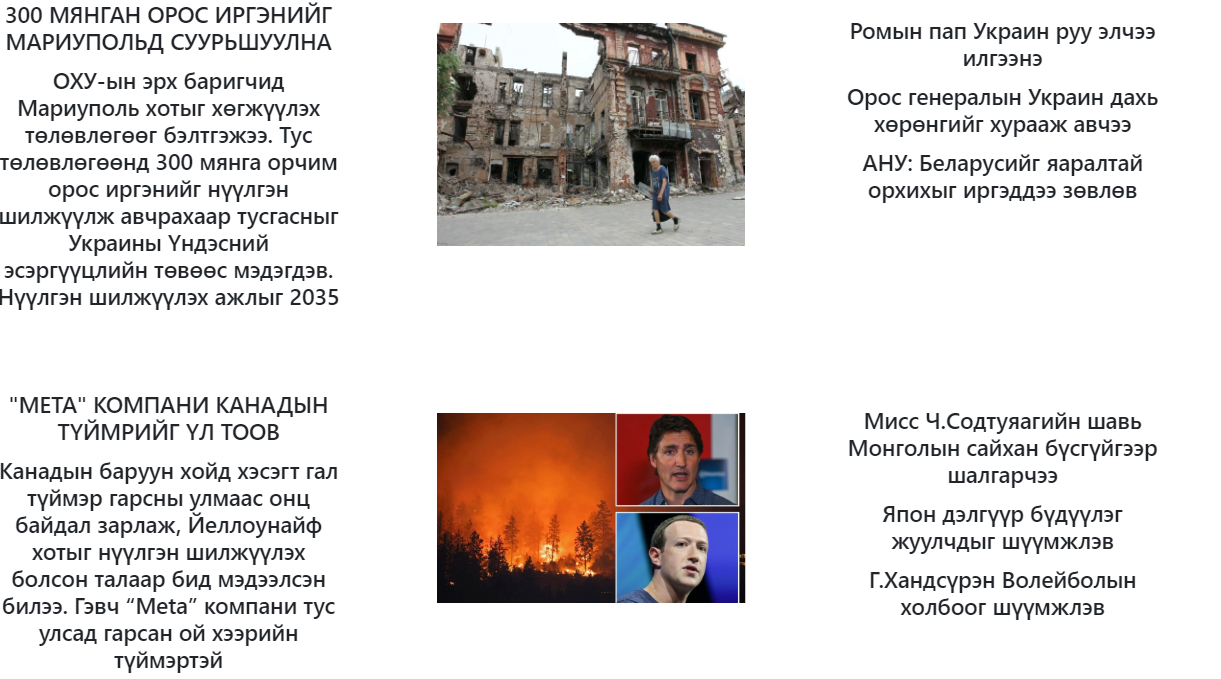 300 МЯНГАН ОРОС ИРГЭНИЙГ
МАРИУПОЛЬД СУУРЬШУУЛНА
ОХУ-ын эрх баригчид
Мариуполь хотыг хөгжүүлэх
төлөвлөгөөг бэлтгэжээ. Тус
төлөвлөгөөнд 300 мянга орчим
орос иргэнийг нүүлгэн
шилжүүлж авчрахаар тусгасныг
Украины Үндэсний
эсэргүүцлийн төвөөс мэдэгдэв.
Нүүлгэн шилжүүлэх ажлыг 2035
Ромын пап Украин руу элчээ
илгээнэ
Орос генералын Украин дахь
хөрөнгийг хурааж авчээ
АНУ: Беларусийг яаралтай
орхихыг иргэддээ зөвлөв
"META" КОМПАНИ КАНАДЫН
ТҮЙМРИЙГ ҮЛ ТООВ
Канадын баруун хойд хэсэгт гал
түймэр гарсны улмаас онц
байдал зарлаж, Йеллоунайф
хотыг нүүлгэн шилжүүлэх
болсон талаар бид мэдээлсэн
билээ. Гэвч “Meta” компани тус
улсад гарсан ой хээрийн
түймэртэй
Мисс Ч.Содтуяагийн шавь
Монголын сайхан бүсгүйгээр
шалгарчээ
Япон дэлгүүр бүдүүлэг
жуулчдыг шүүмжлэв
Г.Хандсүрэн Волейболын
холбоог шүүмжлэв